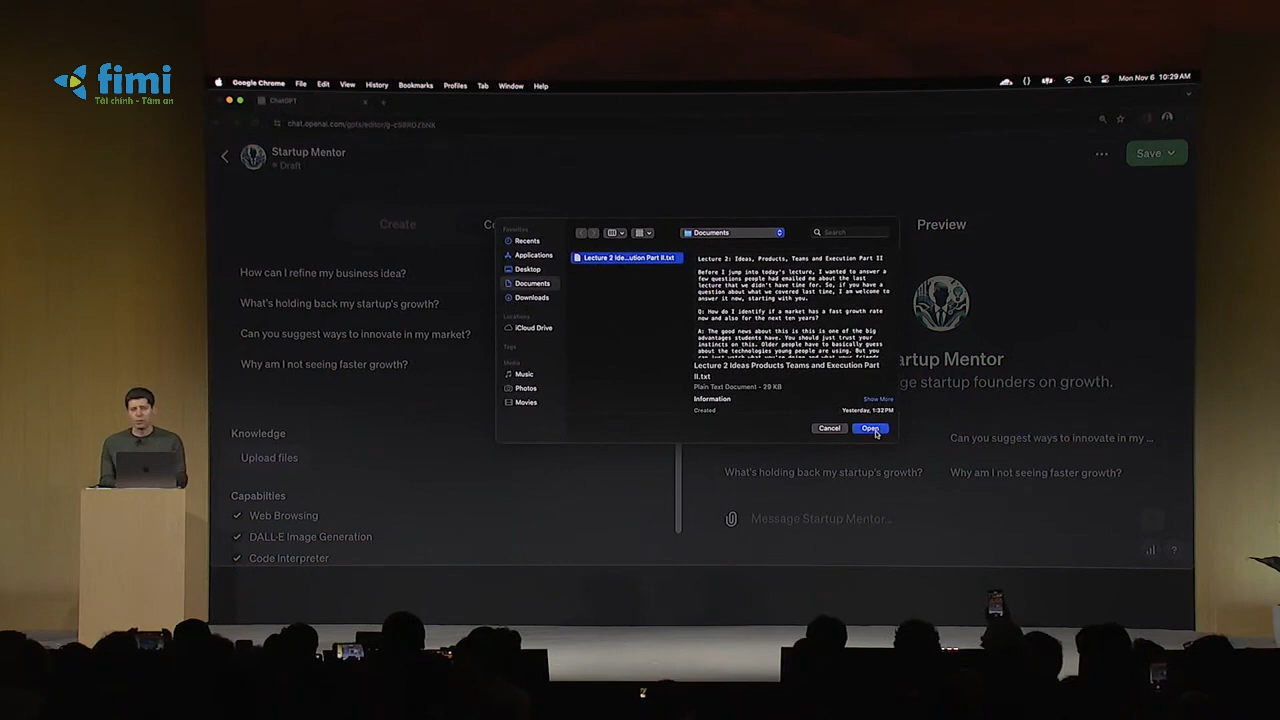 fimi
Tài chính - Tâm an
Google Chrome File Edit View History Bookmarks Profiles Tab Window Help
Mon Nov 6 10:29AM
ChatGPT
Startup Mentor
Draft
Save
Create
Preview
How can I refine my business idea?
What's holding back my startup's growth?
Can you suggest ways to innovate in my market?
Why am I not seeing faster growth?
Knowledge
Upload files
Capabilties
Web Browsing
DALL·E Image Generation
Code Interpreter
Favorites
Recents
Applications
Desktop
Documents
Downloads
Locations
iCloud Drive
Tags
Media
Music
Photos
Movies
Documents
Search
Lecture 2 Ide...ution Part II.txt
Lecture 2: Ideas, Products, Teams and Execution Part II
Before I jump into today's lecture, I wanted to answer a
few questions people had emailed me about the last
lecture that we didn't have time for. So, if you have a
question about what we covered last time, I am welcome to
answer it now, starting with you.
Q: How do I identify if a market has a fast growth rate
now and also for the next ten years?
A: The good news about this is this is one of the big
advantages students have. You should just trust your
instincts on this. Older people have to basically guess
about the technologies young people are using. But you
Lecture 2 Ideas Products Teams and Execution Part
II.txt
Plain Text Document - 29 KB
Information
Show More
Created
Yesterday, 1:32 PM
Cancel
Open
artup Mentor
ge startup founders on growth.
Can you suggest ways to innovate in my ...
What's holding back my startup's growth?
Why am I not seeing faster growth?
Message Startup Mentor...